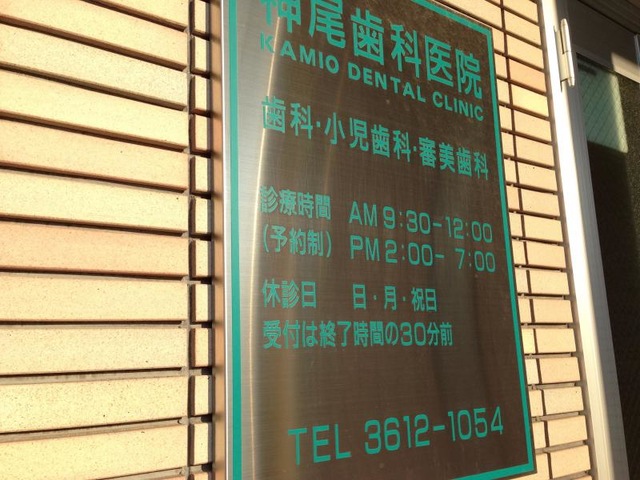 神尾歯科医院
KAMIO DENTAL CLINIC
歯科・小児歯科・審美歯科
診療時間 AM 9:30-12:00
(予約制) PM 2:00- 7:00
休診日 日・月・祝日
受付は終了時間の30分前
TEL 3612-1054